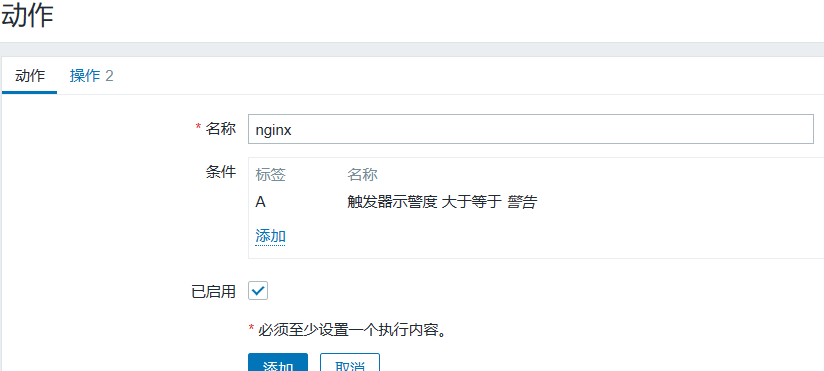 动作
动作 操作 2
* 名称 nginx
条件 标签 名称
A 触发器示警度 大于等于 警告
添加
已启用
* 必须至少设置一个执行内容。
添加 取消